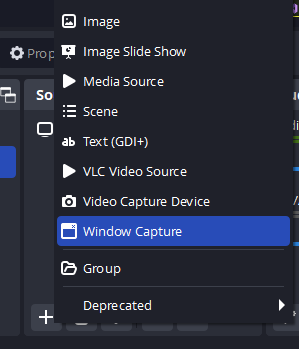 Image
Image Slide Show
Prop
Media Source
So
Scene
ab Text (GDI+)
VLC Video Source
Video Capture Device
Window Capture
Group
Deprecated